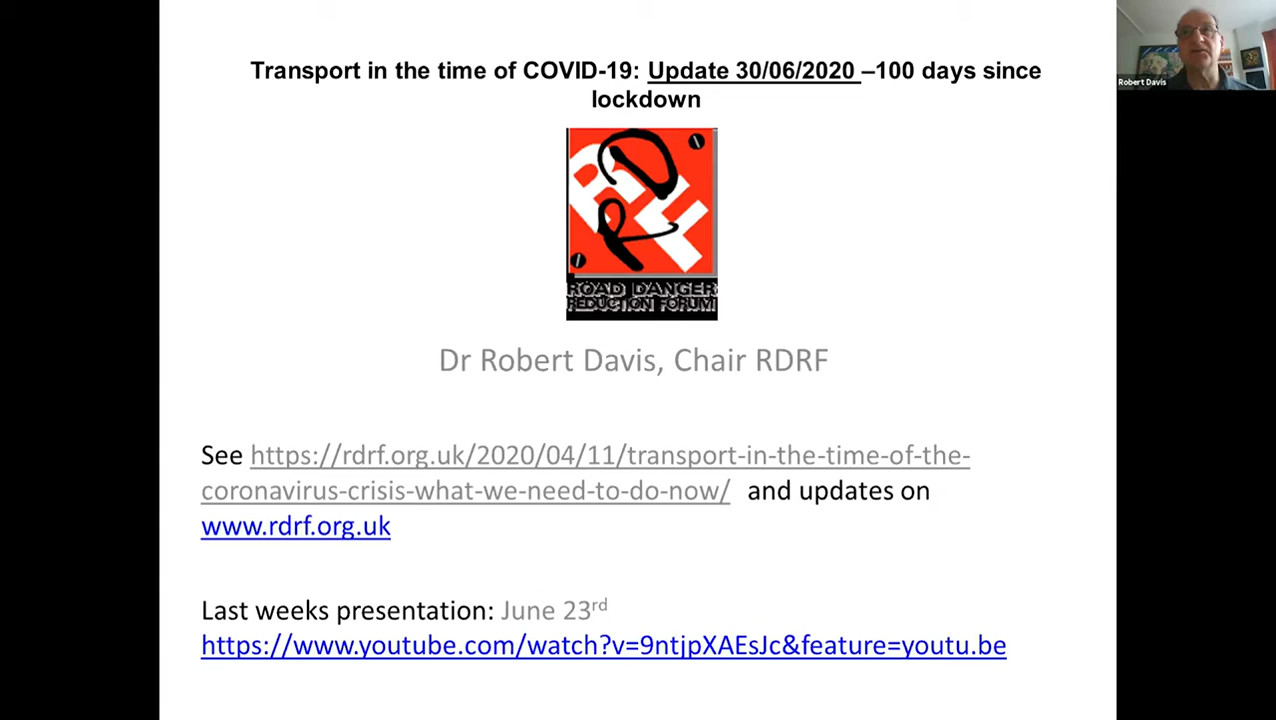 Transport in the time of COVID-19: Update 30/06/2020 –100 days since
lockdown
Robert Davis
RDRF
ROAD DANGER
REDUCTION FORUM
Dr Robert Davis, Chair RDRF
See https://rdrf.org.uk/2020/04/11/transport-in-the-time-of-the-
coronavirus-crisis-what-we-need-to-do-now/ and updates on
www.rdrf.org.uk
Last weeks presentation: June 23rd
https://www.youtube.com/watch?v=9ntjpXAEsJc&feature=youtu.be